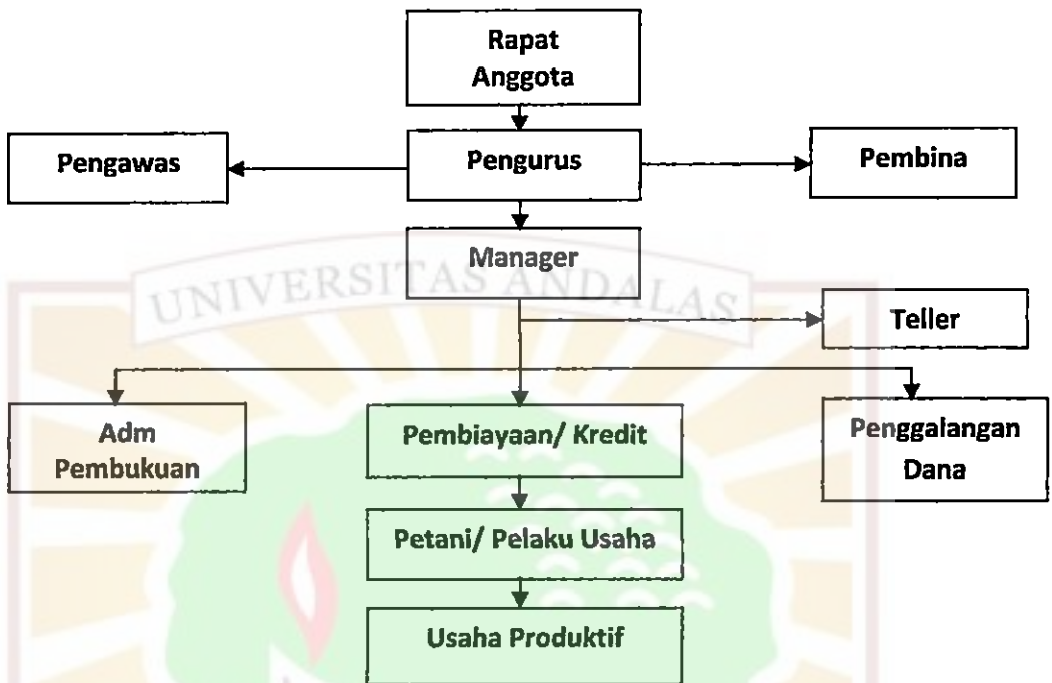 Rapat
Anggota
Pengawas
Pengurus
Pembina
Manager
UNIVERSITAS ANDALAS
Teller
Adm
Pembukuan
Pembiayaan/ Kredit
Penggalangan
Dana
Petani/ Pelaku Usaha
Usaha Produktif